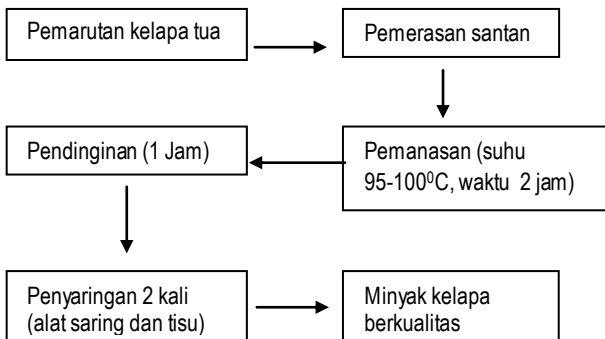 Pemarutan kelapa tua
Pemerasan santan
Pemanasan (suhu
95-100⁰C, waktu  2 jam)
Pendinginan (1 Jam)
Penyaringan 2 kali
(alat saring dan tisu)
Minyak kelapa
berkualitas